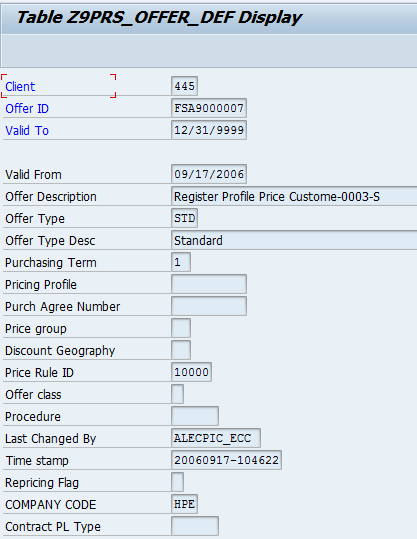 Table Z9PRS_OFFER_DEF Display
Client 445
Offer ID FSA9000007
Valid To 12/31/9999
Valid From 09/17/2006
Offer Description Register Profile Price Custome-0003-S
Offer Type STD
Offer Type Desc Standard
Purchasing Term 1
Pricing Profile
Purch Agree Number
Price group
Discount Geography
Price Rule ID 10000
Offer class
Procedure
Last Changed By ALECPIC_ECC
Time stamp 20060917-104622
Repricing Flag
COMPANY CODE HPE
Contract PL Type